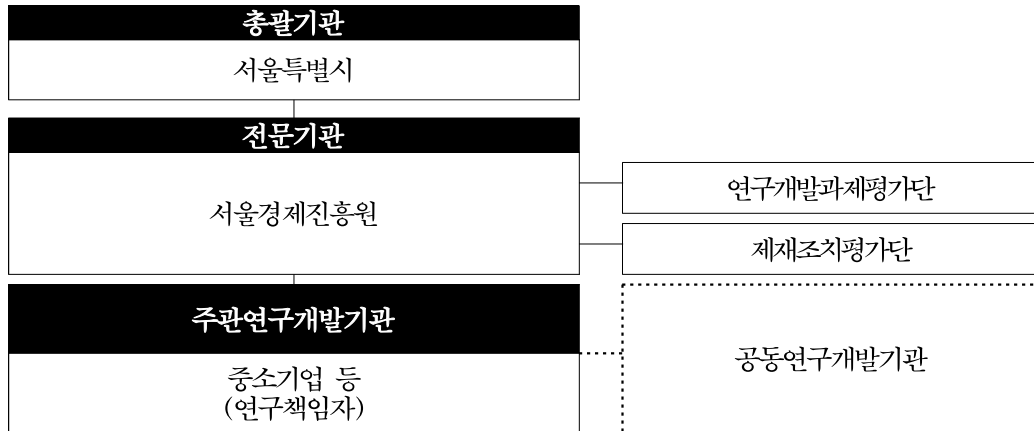 총괄기관
서울특별시
전문기관
서울경제진흥원
연구개발과제평가단
제재조치평가단
주관연구개발기관
중소기업 등
(연구책임자)
공동연구개발기관